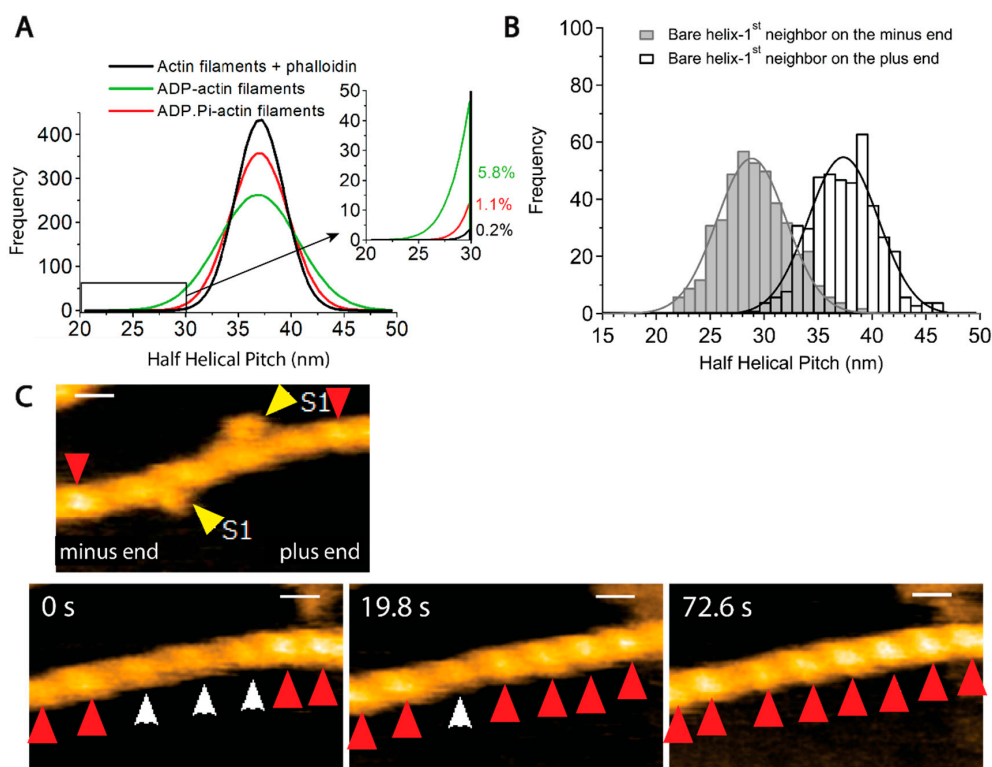 A
Actin filaments + phalloidin
ADP-actin filaments
ADP.Pi-actin filaments
Frequency
400
300
200
100
0
20 25 30 35 40 45 50
Half Helical Pitch (nm)
50
40
30
20
10
0
20 25 30
5.8%
1.1%
0.2%
B
Bare helix-1st neighbor on the minus end
Bare helix-1st neighbor on the plus end
Frequency
100
80
60
40
20
0
15 20 25 30 35 40 45 50
Half Helical Pitch (nm)
C
S1
S1
minus end plus end
0 s 19.8 s 72.6 s